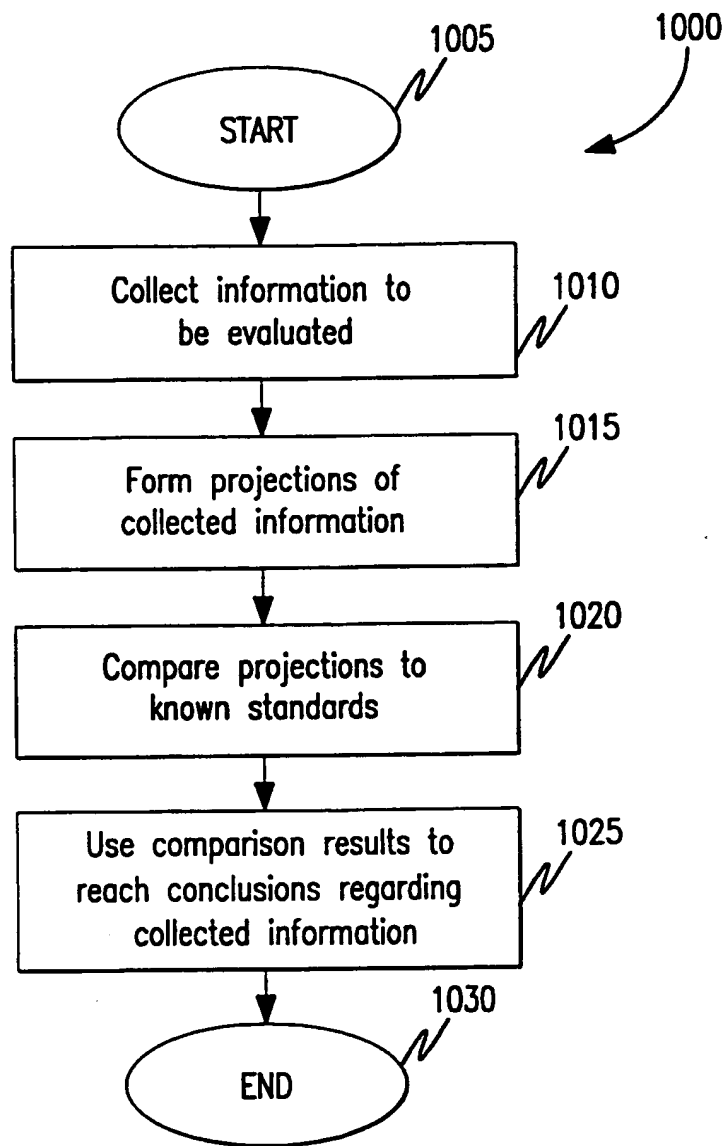 1000
1005
START
Collect information to
be evaluated
1010
1015
Form projections of
collected information
1020
Compare projections to
known standards
1025
Use comparison results to
reach conclusions regarding
collected information
1030
END